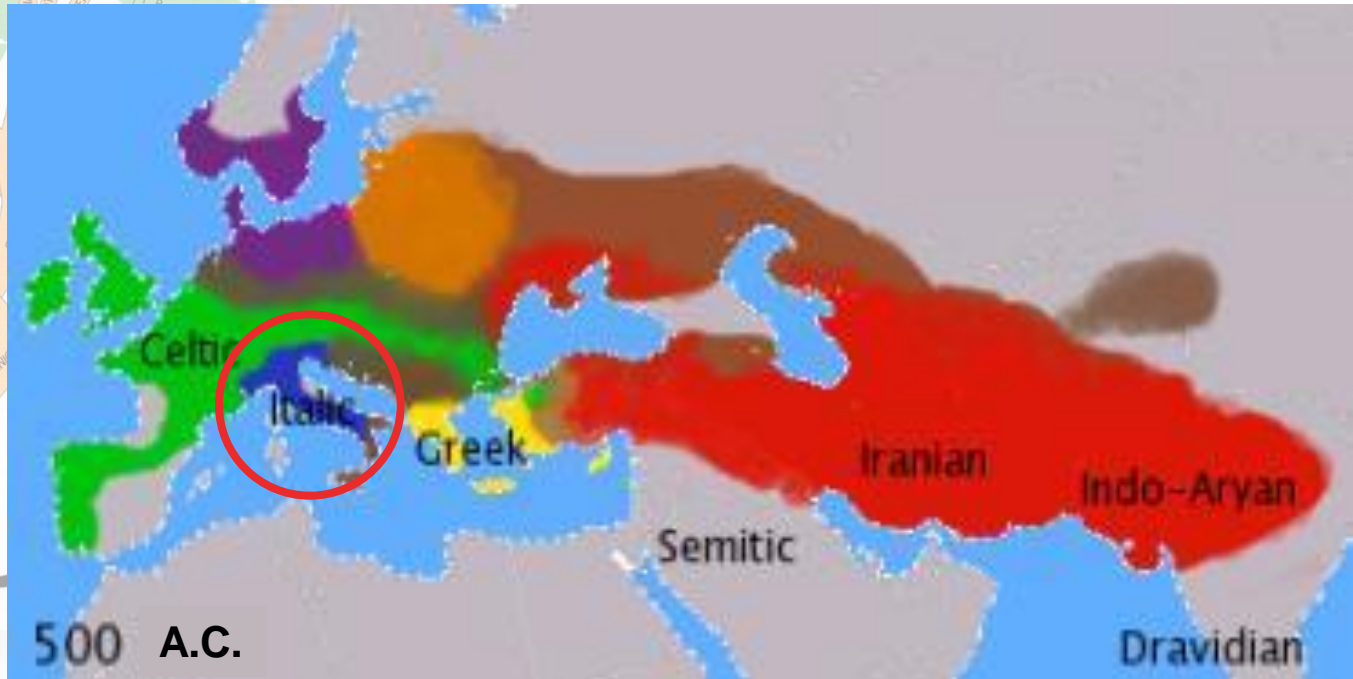 Celtic
Italic
Greek
Iranian
Indo-Aryan
Semitic
500 A.C.
Dravidian